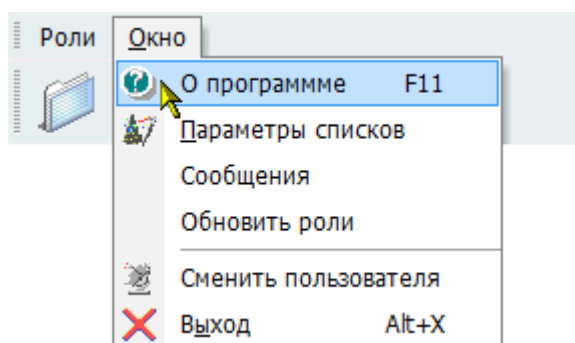 Роли Окно
О программме F11
Параметры списков
Сообщения
Обновить роли
Сменить пользователя
Выход Alt+X